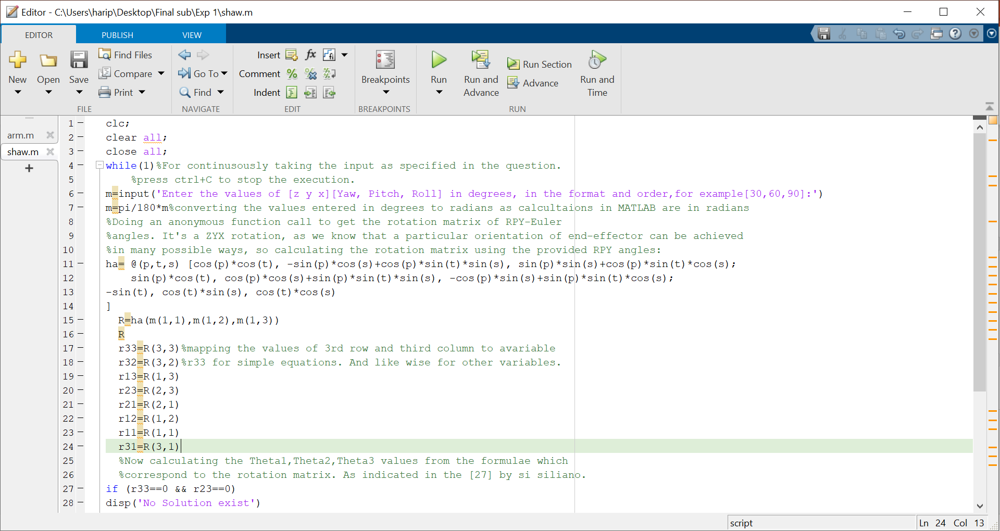 Editor - C:\Users\harip\Desktop\Final sub\Exp 1\shaw.m
EDITOR PUBLISH VIEW
New Open Save Find Files Compare Print
FILE
Go To Find
NAVIGATE
Insert fx fi
Comment % %
Indent
EDIT
Breakpoints
BREAKPOINTS
Run Run and Advance Run Section Advance Run and Time
RUN
arm.m
shaw.m
+
1 clc;
2 clear all;
3 close all;
4 while(1)%For continusously taking the input as specified in the question.
5 %press ctrl+C to stop the execution.
6 m=input('Enter the values of [z y x][Yaw, Pitch, Roll] in degrees, in the format and order,for example[30,60,90]:')
7 m=pi/180*m%converting the values entered in degrees to radians as calcultaions in MATLAB are in radians
8 %Doing an anonymous function call to get the rotation matrix of RPY-Euler
9 %angles. It's a ZYX rotation, as we know that a particular orientation of end-effector can be achieved
10 %in many possible ways, so calculating the rotation matrix using the provided RPY angles:
11 ha= @(p,t,s) [cos(p)*cos(t), -sin(p)*cos(s)+cos(p)*sin(t)*sin(s), sin(p)*sin(s)+cos(p)*sin(t)*cos(s);
12 sin(p)*cos(t), cos(p)*cos(s)+sin(p)*sin(t)*sin(s), -cos(p)*sin(s)+sin(p)*sin(t)*cos(s);
13 -sin(t), cos(t)*sin(s), cos(t)*cos(s)
14 ]
15 R=ha(m(1,1),m(1,2),m(1,3))
16 R
17 r33=R(3,3)%mapping the values of 3rd row and third column to avariable
18 r32=R(3,2)%r33 for simple equations. And like wise for other variables.
19 r13=R(1,3)
20 r23=R(2,3)
21 r21=R(2,1)
22 r12=R(1,2)
23 r11=R(1,1)
24 r31=R(3,1)
25 %Now calculating the Theta1,Theta2,Theta3 values from the formulae which
26 %correspond to the rotation matrix. As indicated in the [27] by si siliano.
27 if (r33==0 && r23==0)
28 disp('No Solution exist')
script Ln 24 Col 13